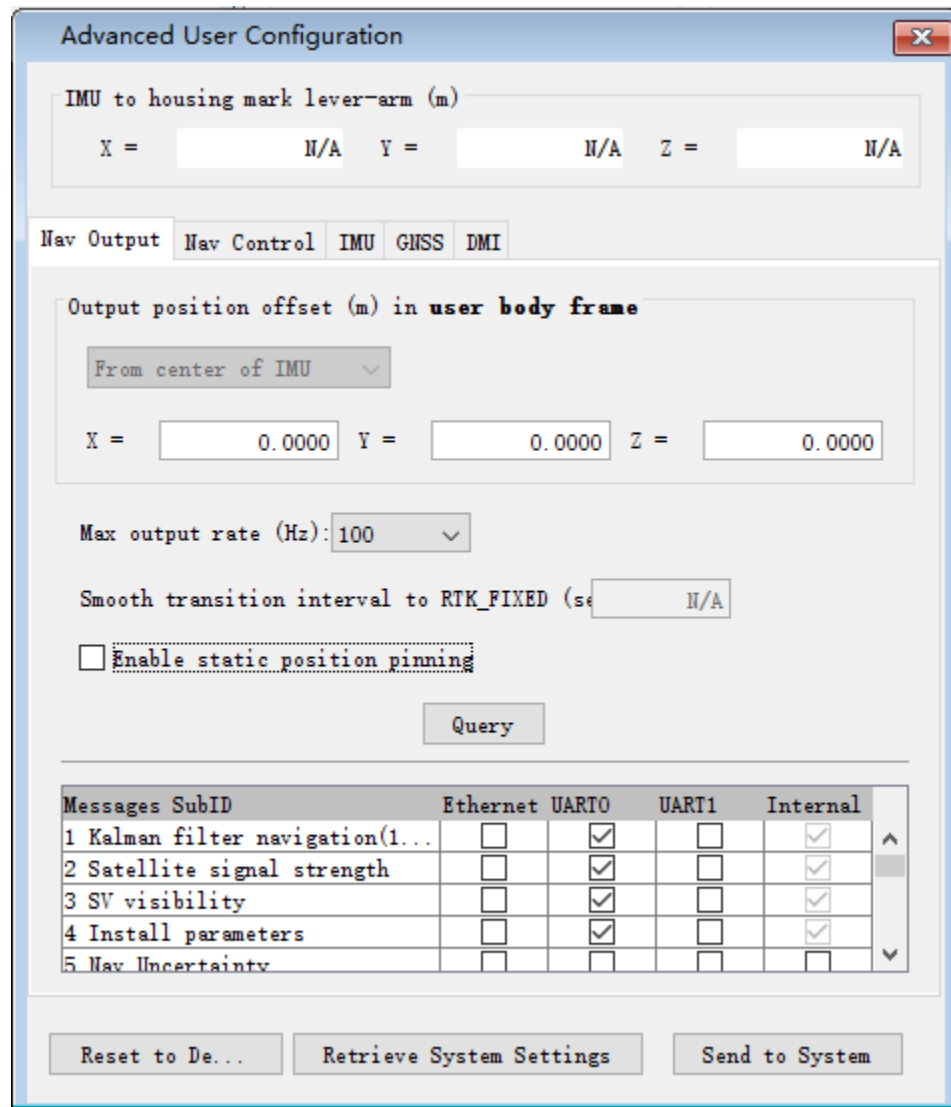 Advanced User Configuration
IMU to housing mark lever-arm (m)
X = N/A Y = N/A Z = N/A
Nav Output Nav Control IMU GNSS DMI
Output position offset (m) in user body frame
From center of IMU
X = 0.0000 Y = 0.0000 Z = 0.0000
Max output rate (Hz): 100
Smooth transition interval to RTK_FIXED (se N/A
Enable static position pinning
Query
Messages SubID Ethernet UART0 UART1 Internal
1 Kalman filter navigation(1...
2 Satellite signal strength
3 SV visibility
4 Install parameters
5 Nav Uncertainty
Reset to De... Retrieve System Settings Send to System